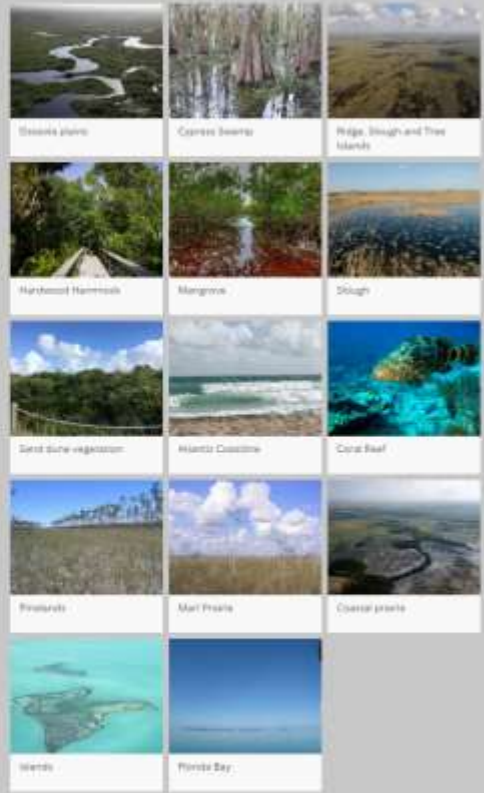 Cypress Swamp
Ridge, Slough and Tree
Islands
Hardwood Hammock
Mangrove
Slough
Sand dune vegetation
Atlantic Coastline
Coral Reef
Pinelands
Marl Prairie
Coastal prairie
Islands
Florida Bay